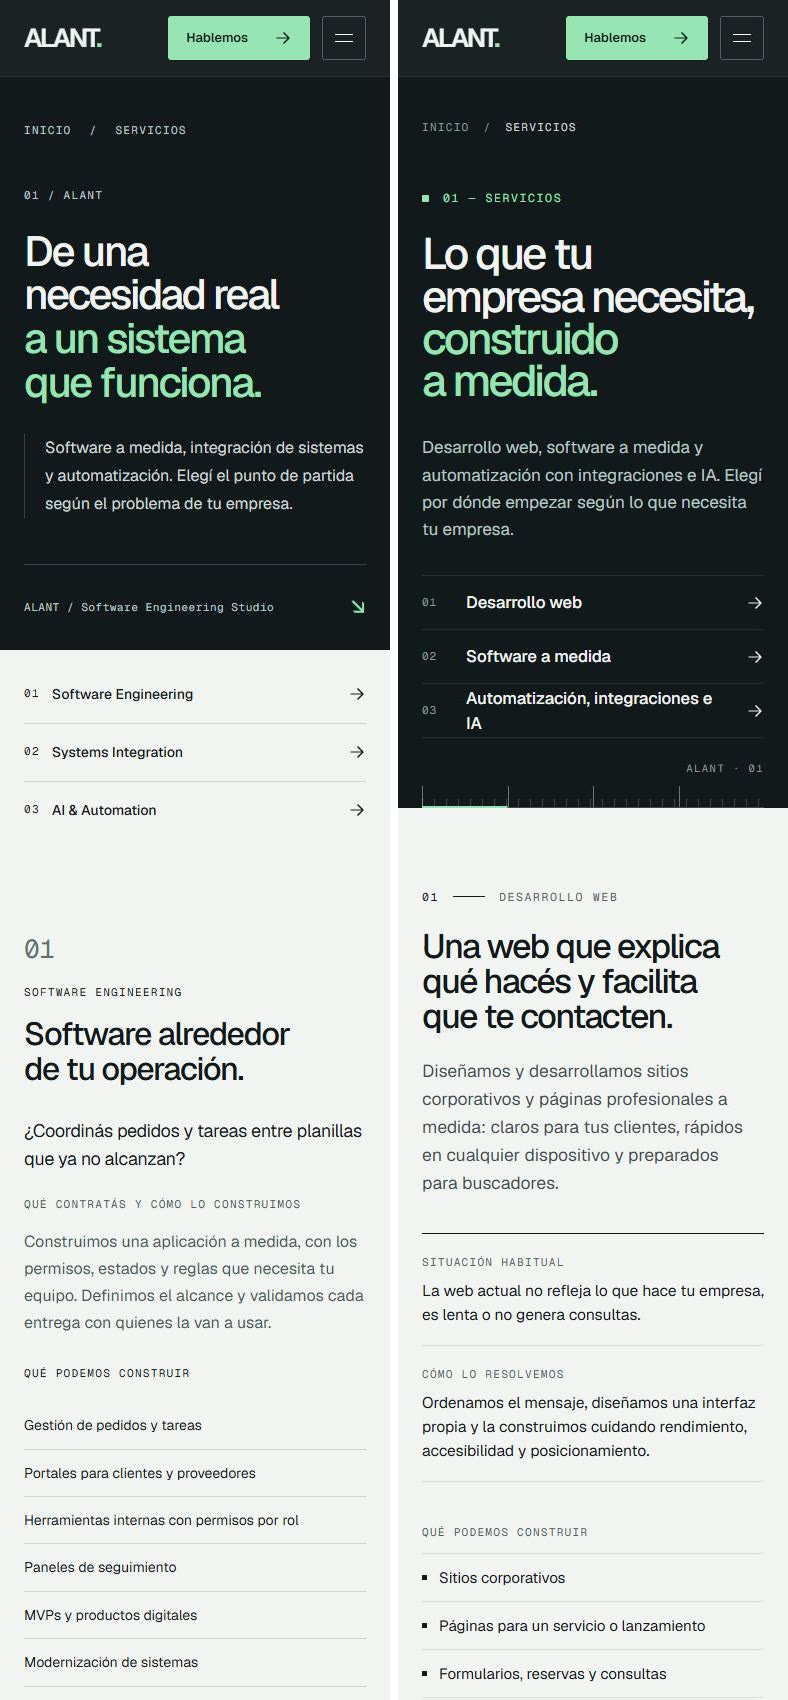 ALANT.
Hablemos
INICIO / SERVICIOS
01 / ALANT
De una
necesidad real
a un sistema
que funciona.
Software a medida, integración de sistemas
y automatización. Elegí el punto de partida
según el problema de tu empresa.
ALANT / Software Engineering Studio
01 Software Engineering
02 Systems Integration
03 AI & Automation
01
SOFTWARE ENGINEERING
Software alrededor
de tu operación.
¿Coordinás pedidos y tareas entre planillas
que ya no alcanzan?
QUÉ CONTRATÁS Y CÓMO LO CONSTRUIMOS
Construimos una aplicación a medida, con los
permisos, estados y reglas que necesita tu
equipo. Definimos el alcance y validamos cada
entrega con quienes la van a usar.
QUÉ PODEMOS CONSTRUIR
Gestión de pedidos y tareas
Portales para clientes y proveedores
Herramientas internas con permisos por rol
Paneles de seguimiento
MVPs y productos digitales
Modernización de sistemas
ALANT.
Hablemos
INICIO / SERVICIOS
01 — SERVICIOS
Lo que tu
empresa necesita,
construido
a medida.
Desarrollo web, software a medida y
automatización con integraciones e IA. Elegí
por dónde empezar según lo que necesita
tu empresa.
01 Desarrollo web
02 Software a medida
03 Automatización, integraciones e
IA
ALANT · 01
01 — DESARROLLO WEB
Una web que explica
qué hacés y facilita
que te contacten.
Diseñamos y desarrollamos sitios
corporativos y páginas profesionales a
medida: claros para tus clientes, rápidos
en cualquier dispositivo y preparados
para buscadores.
SITUACIÓN HABITUAL
La web actual no refleja lo que hace tu empresa,
es lenta o no genera consultas.
CÓMO LO RESOLVEMOS
Ordenamos el mensaje, diseñamos una interfaz
propia y la construimos cuidando rendimiento,
accesibilidad y posicionamiento.
QUÉ PODEMOS CONSTRUIR
Sitios corporativos
Páginas para un servicio o lanzamiento
Formularios, reservas y consultas